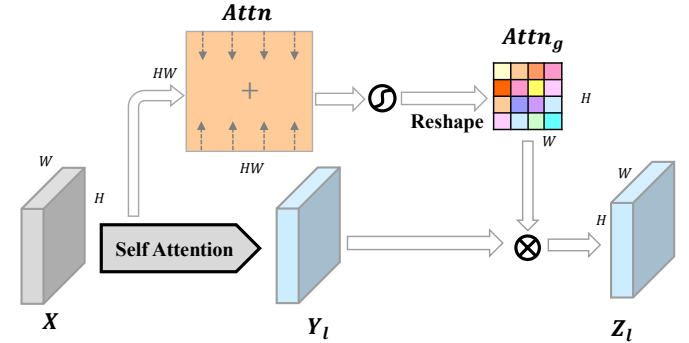 Attn
Attn_g
HW
+
H
Reshape
W
HW
W
W
H
H
Self Attention
X
Y_l
Z_l